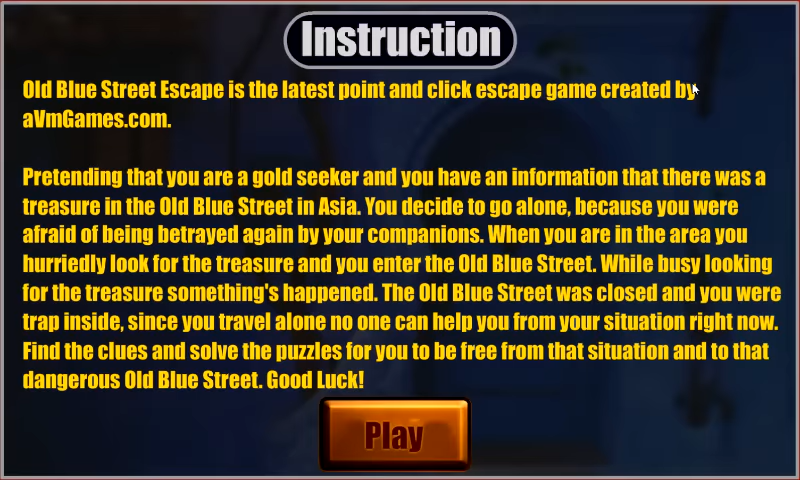 Instruction
Old Blue Street Escape is the latest point and click escape game created by
aVmGames.com.
Pretending that you are a gold seeker and you have an information that there was a
treasure in the Old Blue Street in Asia. You decide to go alone, because you were
afraid of being betrayed again by your companions. When you are in the area you
hurriedly look for the treasure and you enter the Old Blue Street. While busy looking
for the treasure something's happened. The Old Blue Street was closed and you were
trap inside, since you travel alone no one can help you from your situation right now.
Find the clues and solve the puzzles for you to be free from that situation and to that
dangerous Old Blue Street. Good Luck!
Play